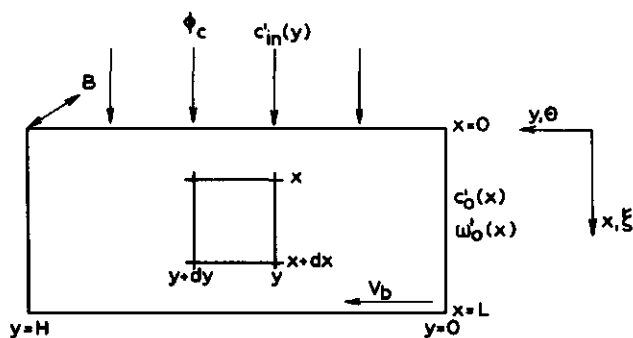 ϕc c'in(y)
B
x=0
y,Θ
x
c'o(x)
x,ξ
ω'o(x)
y+dy y x+dx
Vb
x=L
y=H y=0